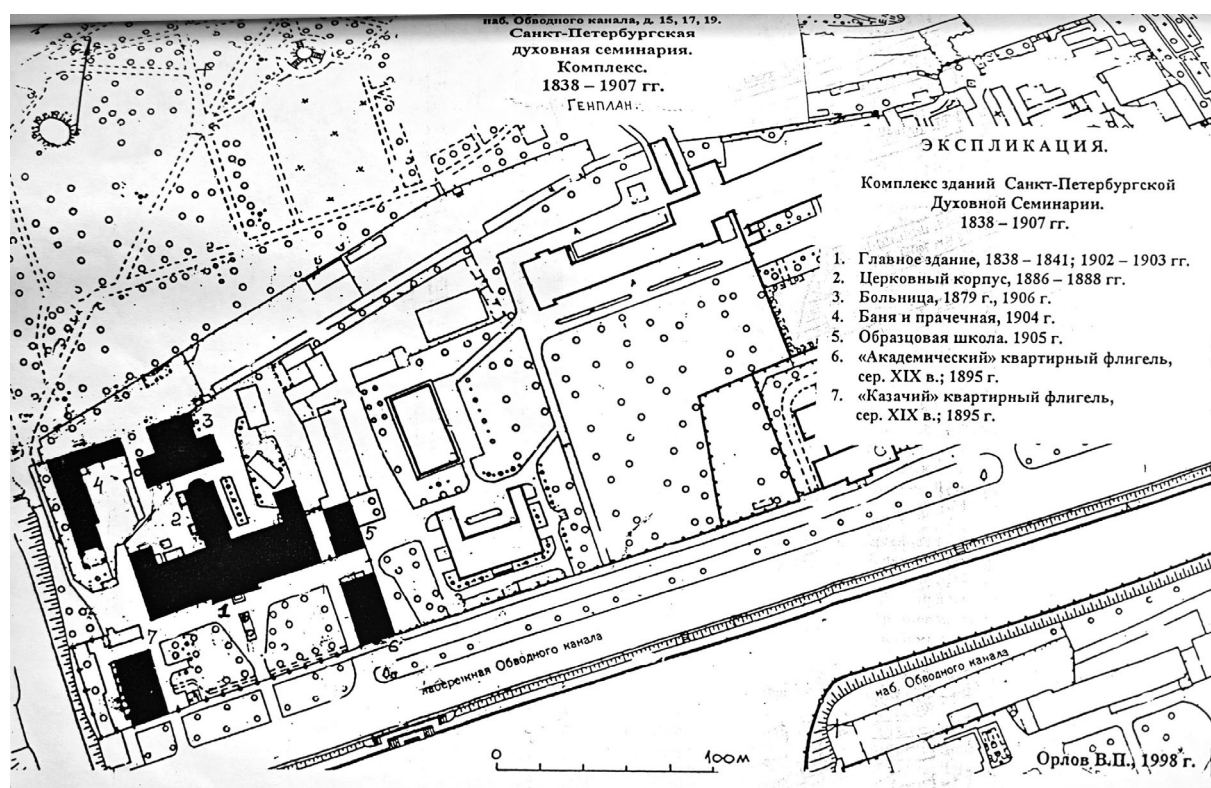 наб. Обводного канала, д. 15, 17, 19.
Санкт-Петербургская
духовная семинария.
Комплекс.
1838 – 1907 гг.
ГЕНПЛАН.
ЭКСПЛИКАЦИЯ.
Комплекс зданий Санкт-Петербургской
Духовной Семинарии.
1838 – 1907 гг.
1. Главное здание, 1838 – 1841; 1902 – 1903 гг.
2. Церковный корпус, 1886 – 1888 гг.
3. Больница, 1879 г., 1906 г.
4. Баня и прачечная, 1904 г.
5. Образцовая школа. 1905 г.
6. «Академический» квартирный флигель,
сер. XIX в.; 1895 г.
7. «Казачий» квартирный флигель,
сер. XIX в.; 1895 г.
3
4
2
5
1
7
6
набережная Обводного канала
наб. Обводного канала
0
100м
Орлов В.П., 1998 г.